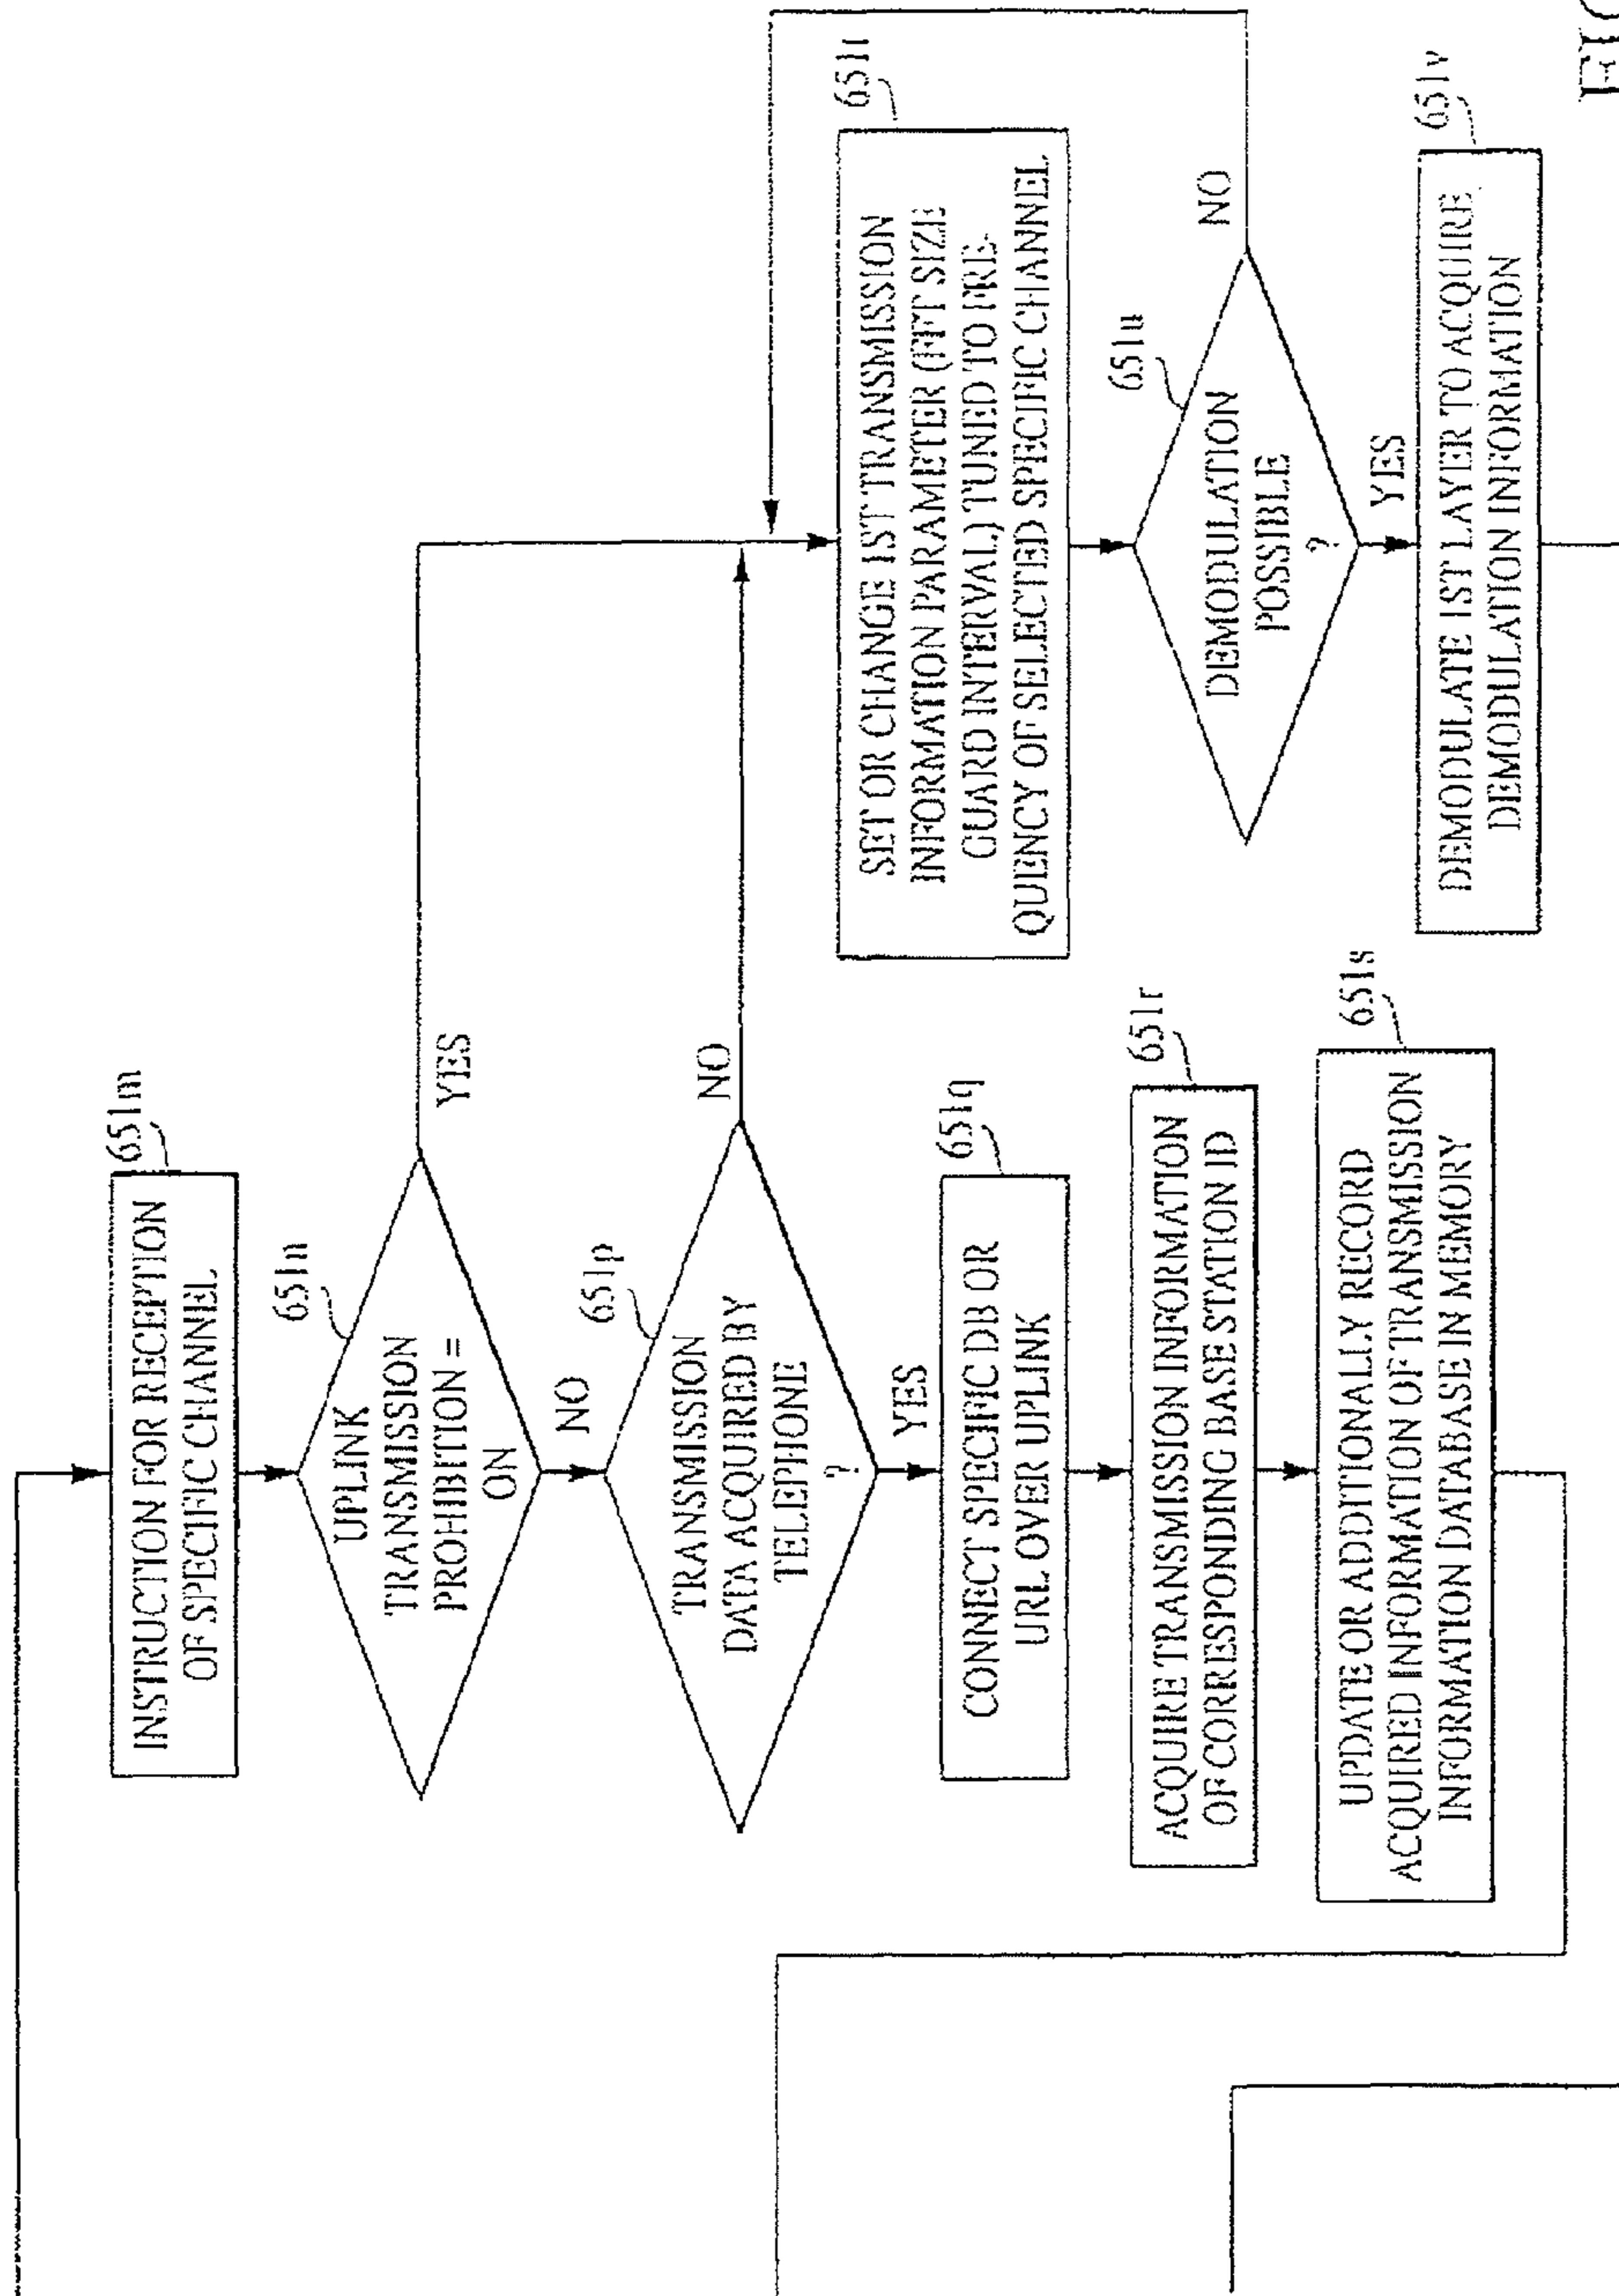 651m
INSTRUCTION FOR RECEPTION
OF SPECIFIC CHANNEL
651n
UPLINK
TRANSMISSION
PROHIBITION =
ON
YES
NO
651p
TRANSMISSION
DATA ACQUIRED BY
TELEPHONE
?
NO
YES
651q
CONNECT SPECIFIC DB OR
URL OVER UPLINK
651r
ACQUIRE TRANSMISSION INFORMATION
OF CORRESPONDING BASE STATION ID
651s
UPDATE OR ADDITIONALLY RECORD
ACQUIRED INFORMATION OF TRANSMISSION
INFORMATION DATABASE IN MEMORY
651t
SET OR CHANGE 1ST TRANSMISSION
INFORMATION PARAMETER (FFT SIZE
GUARD INTERVAL) TUNED TO FRE-
QUENCY OF SELECTED SPECIFIC CHANNEL
651u
DEMODULATION
POSSIBLE
?
NO
YES
651v
DEMODULATE 1ST LAYER TO ACQUIRE
DEMODULATION INFORMATION